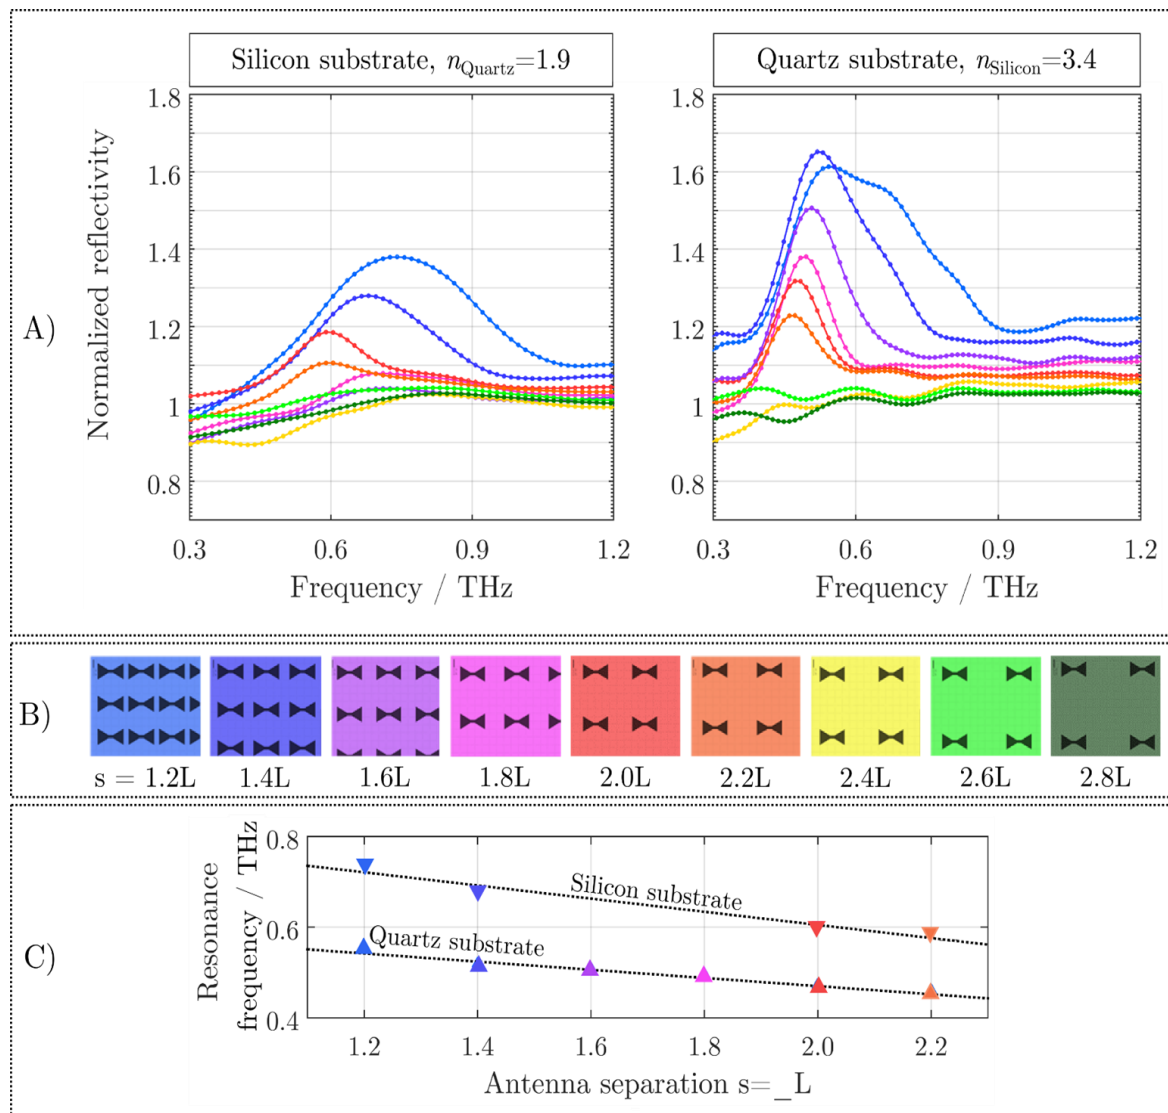 A)
Silicon substrate, nQuartz=1.9
Quartz substrate, nSilicon=3.4
Normalized reflectivity
1.8
1.6
1.4
1.2
1
0.8
0.3 0.6 0.9 1.2
Frequency / THz
1.8
1.6
1.4
1.2
1
0.8
0.3 0.6 0.9 1.2
Frequency / THz
B)
s = 1.2L 1.4L 1.6L 1.8L 2.0L 2.2L 2.4L 2.6L 2.8L
C)
Resonance
frequency / THz
0.8
0.6
0.4
Silicon substrate
Quartz substrate
1.2 1.4 1.6 1.8 2.0 2.2
Antenna separation s=_L